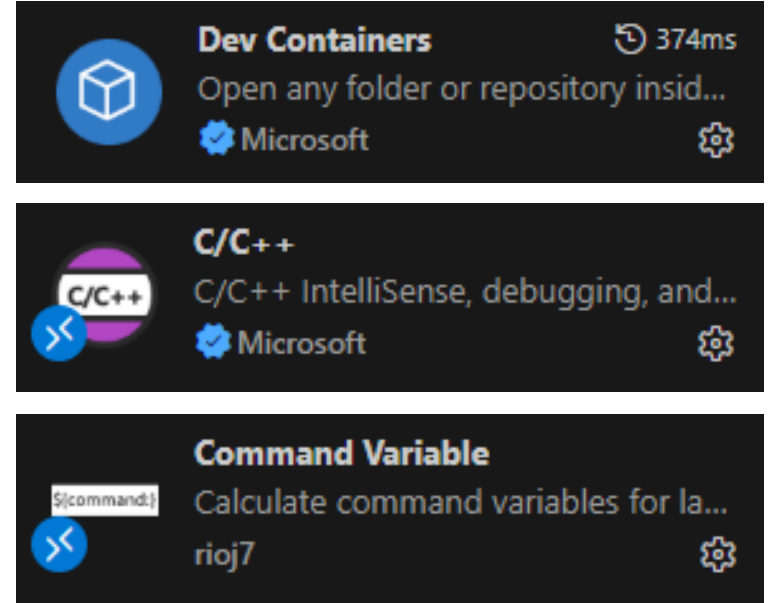 Dev Containers 374ms
Open any folder or repository insid...
Microsoft
C/C++
C/C++
C/C++ IntelliSense, debugging, and...
Microsoft
Command Variable
${command:}
Calculate command variables for la...
rioj7